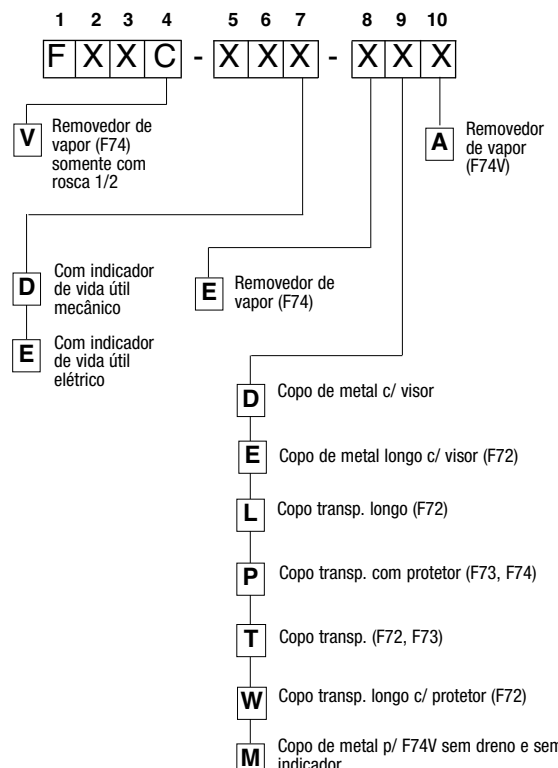 1 2 3 4 5 6 7 8 9 10
F X X C - X X X - X X X
V
Removedor de
vapor (F74)
somente com
rosca 1/2
A
Removedor
de vapor
(F74V)
D
Com indicador
de vida útil
mecânico
E
Com indicador
de vida útil
elétrico
E
Removedor de
vapor (F74)
D Copo de metal c/ visor
E Copo de metal longo c/ visor (F72)
L Copo transp. longo (F72)
P Copo transp. com protetor (F73, F74)
T Copo transp. (F72, F73)
W Copo transp. longo c/ protetor (F72)
M Copo de metal p/ F74V sem dreno e sem
indicador